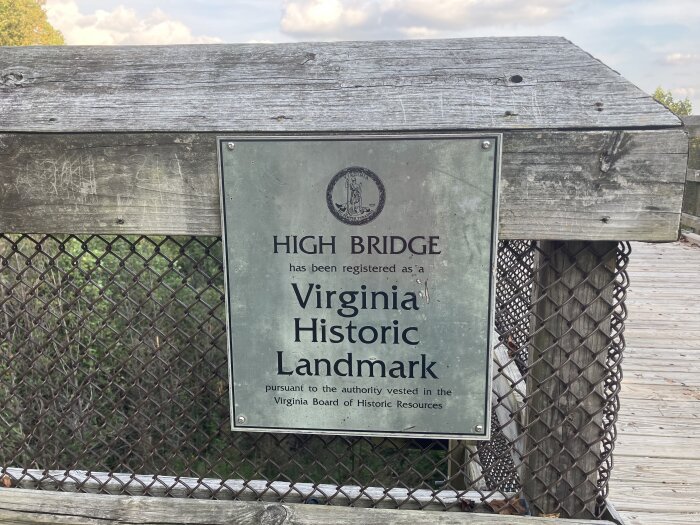 HIGH BRIDGE
has been registered as a
Virginia
Historic
Landmark
pursuant to the authority vested in the
Virginia Board of Historic Resources